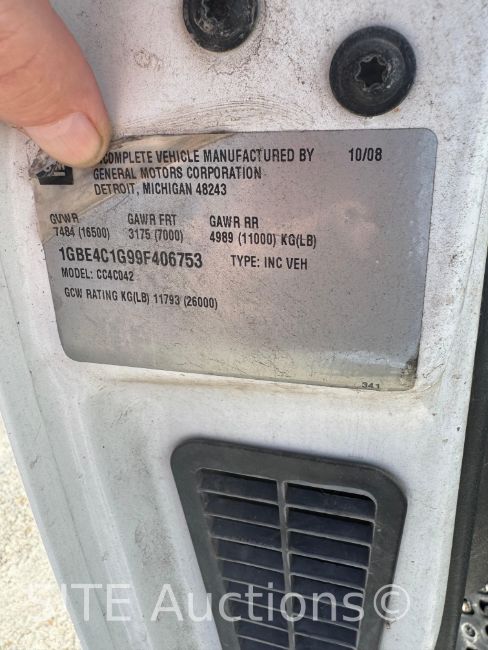 INCOMPLETE VEHICLE MANUFACTURED BY 10/08
GENERAL MOTORS CORPORATION
DETROIT, MICHIGAN 48243
GVWR GAWR FRT GAWR RR
7484 (16500) 3175 (7000) 4989 (11000) KG(LB)
1GBE4C1G99F406753 TYPE: INC VEH
MODEL: CC4C042
GCW RATING KG(LB) 11793 (26000)
341
SITE Auctions©